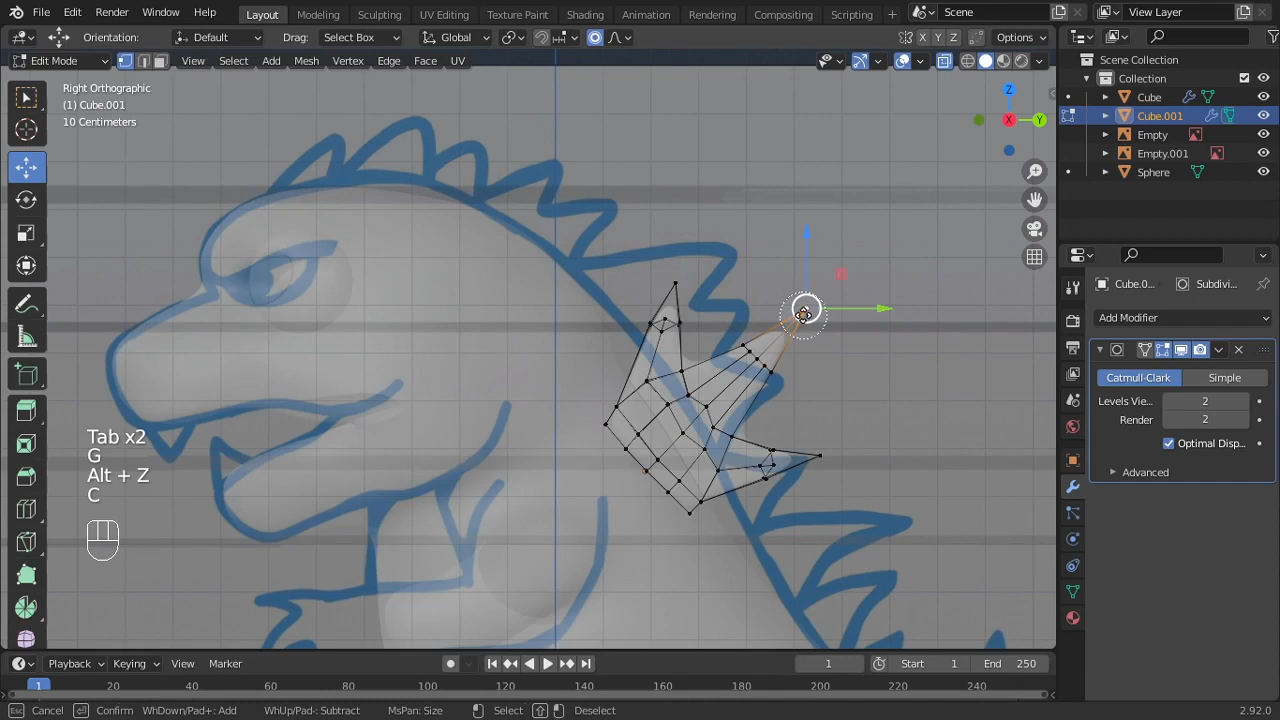 File Edit Render Window Help Layout Modeling Sculpting UV Editing Texture Paint Shading Animation Rendering Compositing Scripting + Scene View Layer
Orientation: Default Drag: Select Box Global X Y Z Options
Edit Mode View Select Add Mesh Vertex Edge Face UV
Scene Collection
Collection
Cube
Cube.001
Empty
Empty.001
Sphere
Right Orthographic
(1) Cube.001
10 Centimeters
Z
X
Y
Cube.0... Subdivi...
Add Modifier
Catmull-Clark Simple
Levels Vie... 2
Render 2
Optimal Disp...
Advanced
Tab x2
G
Alt + Z
C
Playback Keying View Marker 1 Start 1 End 250
1 20 40 60 80 100 120 140 160 180 200 220 240
Esc Cancel Confirm WhDown/Pad+: Add WhUp/Pad-: Subtract MsPan: Size Select Deselect 2.92.0